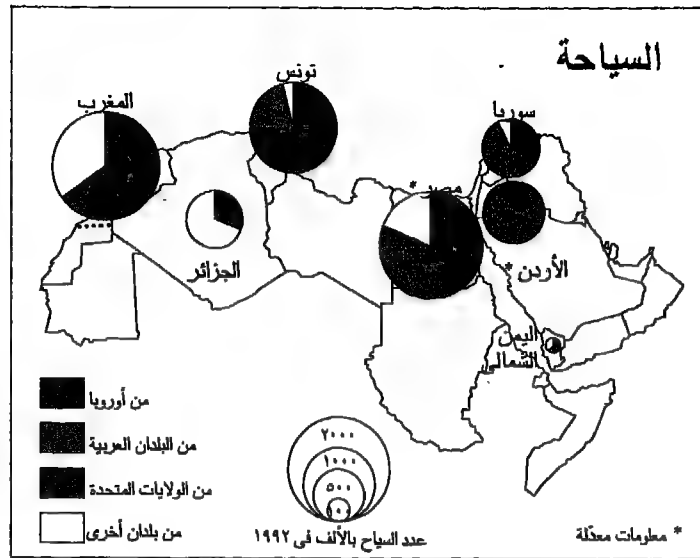 السياحة
تونس
المغرب
سوريا
مصر *
الجزائر
الأردن *
اليمن
الشمالي
من أوروبا
من البلدان العربية
من الولايات المتحدة
من بلدان أخرى
٢٠٠٠
١٠٠٠
٥٠٠
١٠٠
عدد السياح بالألف في ١٩٩٢
* معلومات معدّلة